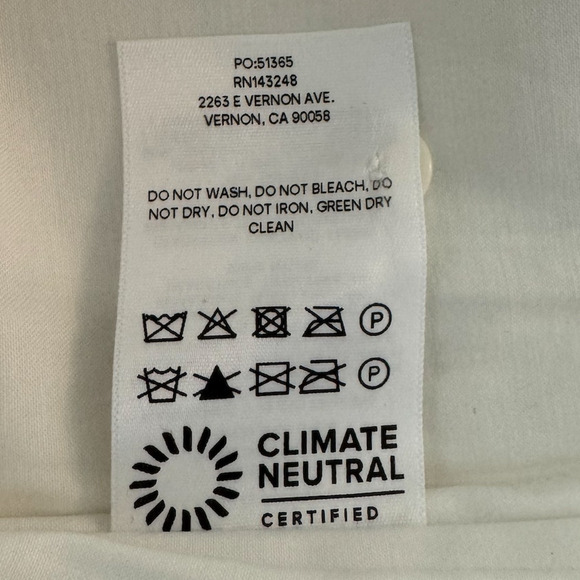 PO:51365
RN143248
2263 E VERNON AVE.
VERNON, CA 90058
DO NOT WASH, DO NOT BLEACH, DO
NOT DRY, DO NOT IRON, GREEN DRY
CLEAN
P
P
CLIMATE
NEUTRAL
CERTIFIED